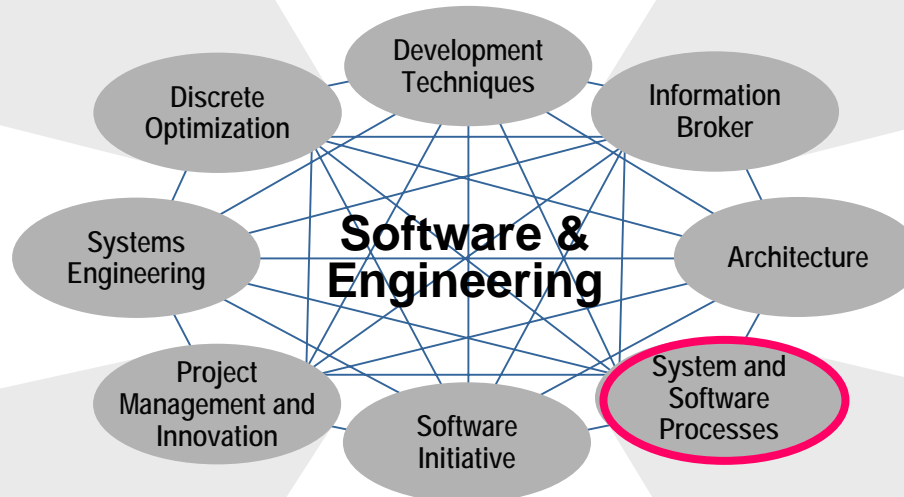 Development
Techniques
Discrete
Optimization
Information
Broker
Systems
Engineering
Software &
Engineering
Architecture
Project
Management and
Innovation
Software
Initiative
System and
Software
Processes